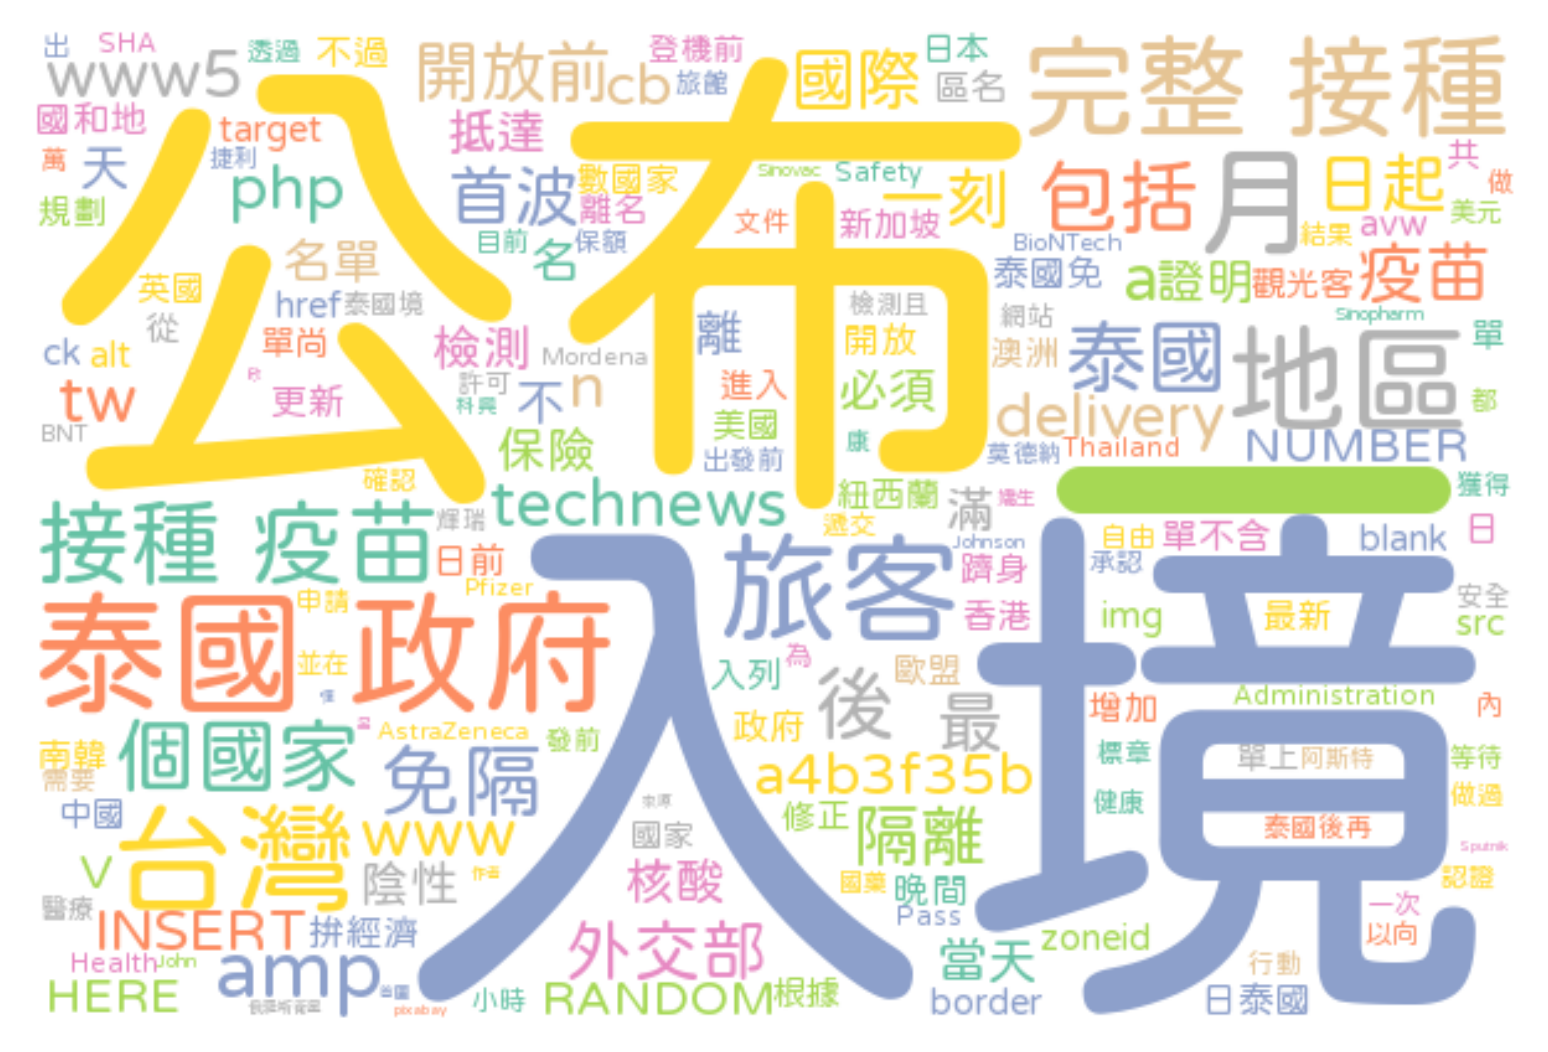 出 SHA 透過 不過 開放前 登機前 國際 日本 完整 接種
www5 cb 旅館 區名
公布
國和地 target 抵達
萬 天 捷利 php 首波 數國家 Sinovac Safety 一刻 包括 月 日起 共 做
規劃 離名 文件 新加坡 avw 美元
名單 目前 名 保額 BioNTech 結果
英國 href 泰國境 泰國免 a 證明 觀光客 疫苗
從 檢測且 網站 Sinopharm
ck alt 單尚 檢測 Mordena 離 開放 澳洲 泰國 地區 單
tw 更新 許可 不 n 進入 必須 delivery 都
BNT 科興 保險 美國 康 莫德納 Thailand NUMBER
出發前 一
確認 technews 紐西蘭 滿 嬌生 獲得
接種 疫苗 輝瑞 遞交 Johnson 自由 單不含 blank 日
日前 入境 旅客 躋身 承認
泰國政府 申請 Pfizer 香港 img 最新 安全 src
並在 入列 為 歐盟 Administration
AstraZeneca 發前 政府 後 最 增加 內
南韓 個國家 免隔 標章 單上 阿斯特 等待
需要 a4b3f35b 健康 做過
中國 台灣 www 國家 修正 隔離 泰國後再 Sputnik
V 陰性 作者 核酸 國藥 晚間 認證
醫療 Pass 一次
INSERT 拚經濟 外交部 當天 zoneid 以向
Health John amp 行動
HERE pixabay 小時 RANDOM 根據 border 日泰國